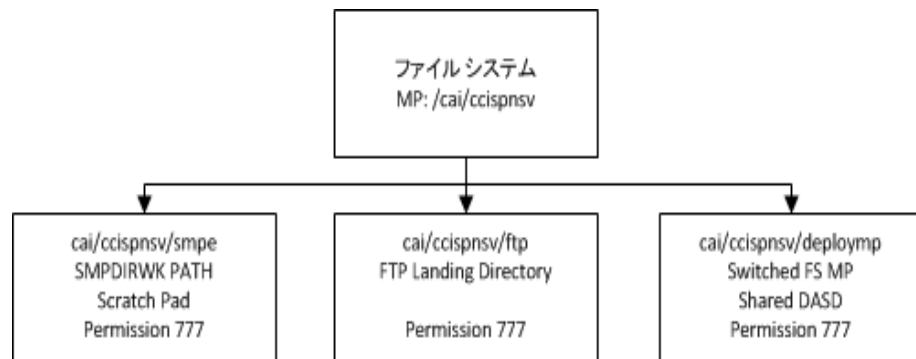 ファイル システム
MP: /cai/ccispnsv
cai/ccispnsv/smpe
SMPDIRWK PATH
Scratch Pad
Permission 777
cai/ccispnsv/ftp
FTP Landing Directory
Permission 777
cai/ccispnsv/deploymp
Switched FS MP
Shared DASD
Permission 777